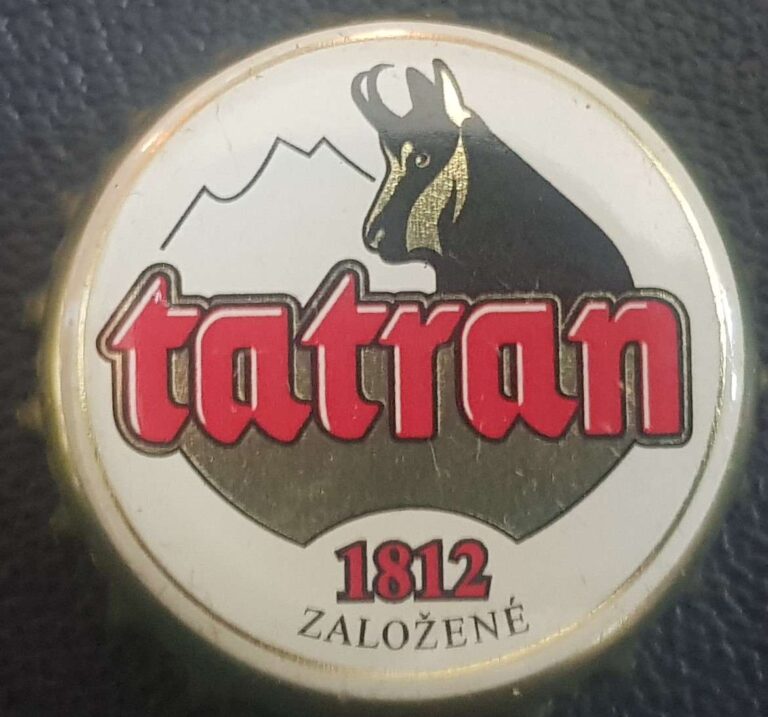 tatran
1812
ZALOŽENÉ